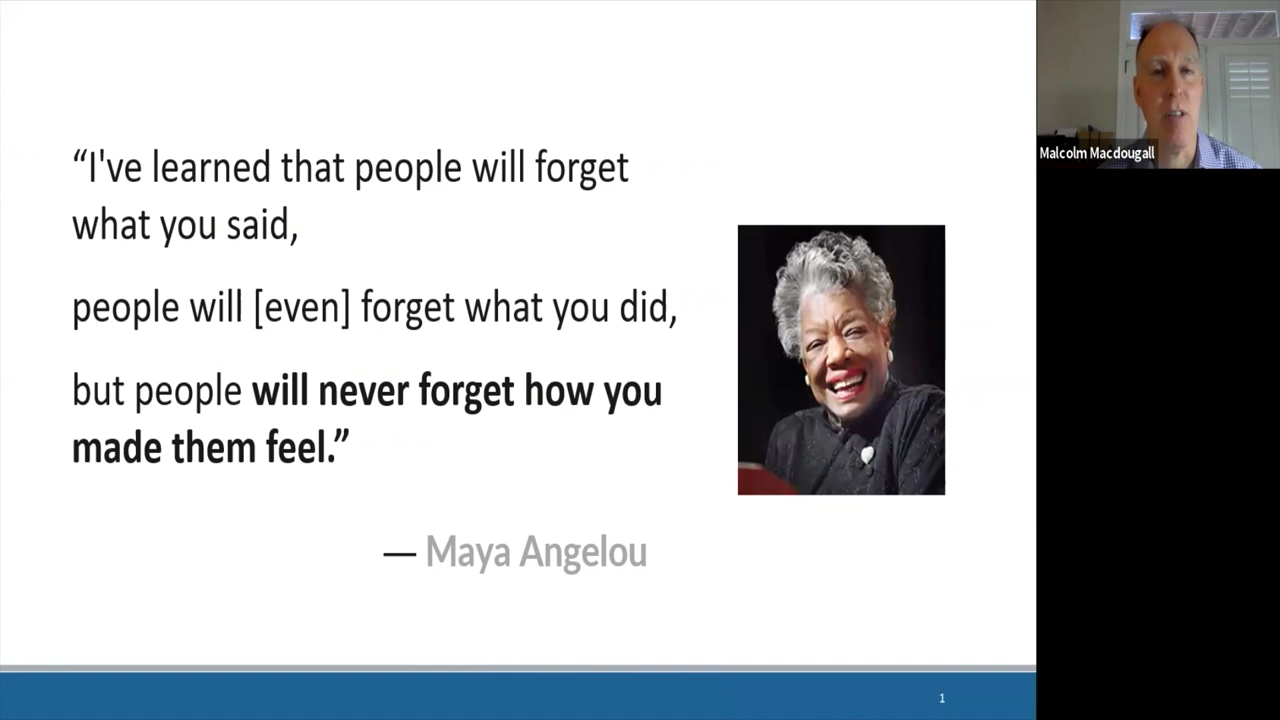 “I've learned that people will forget
what you said,
people will [even] forget what you did,
but people will never forget how you
made them feel.”
— Maya Angelou
1
Malcolm Macdougall